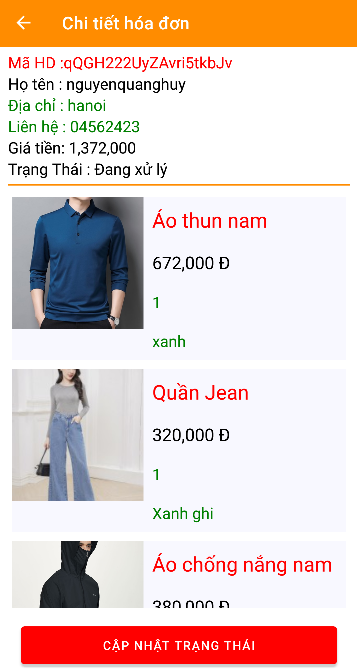 Chi tiết hóa đơn
Mã HD :qQGH222UyZAvri5tkbJv
Họ tên : nguyenquanghuy
Địa chỉ : hanoi
Liên hệ : 04562423
Giá tiền: 1,372,000
Trạng Thái : Đang xử lý
Áo thun nam
672,000 Đ
1
xanh
Quần Jean
320,000 Đ
1
Xanh ghi
Áo chống nắng nam
380,000 Đ
CẬP NHẬT TRẠNG THÁI